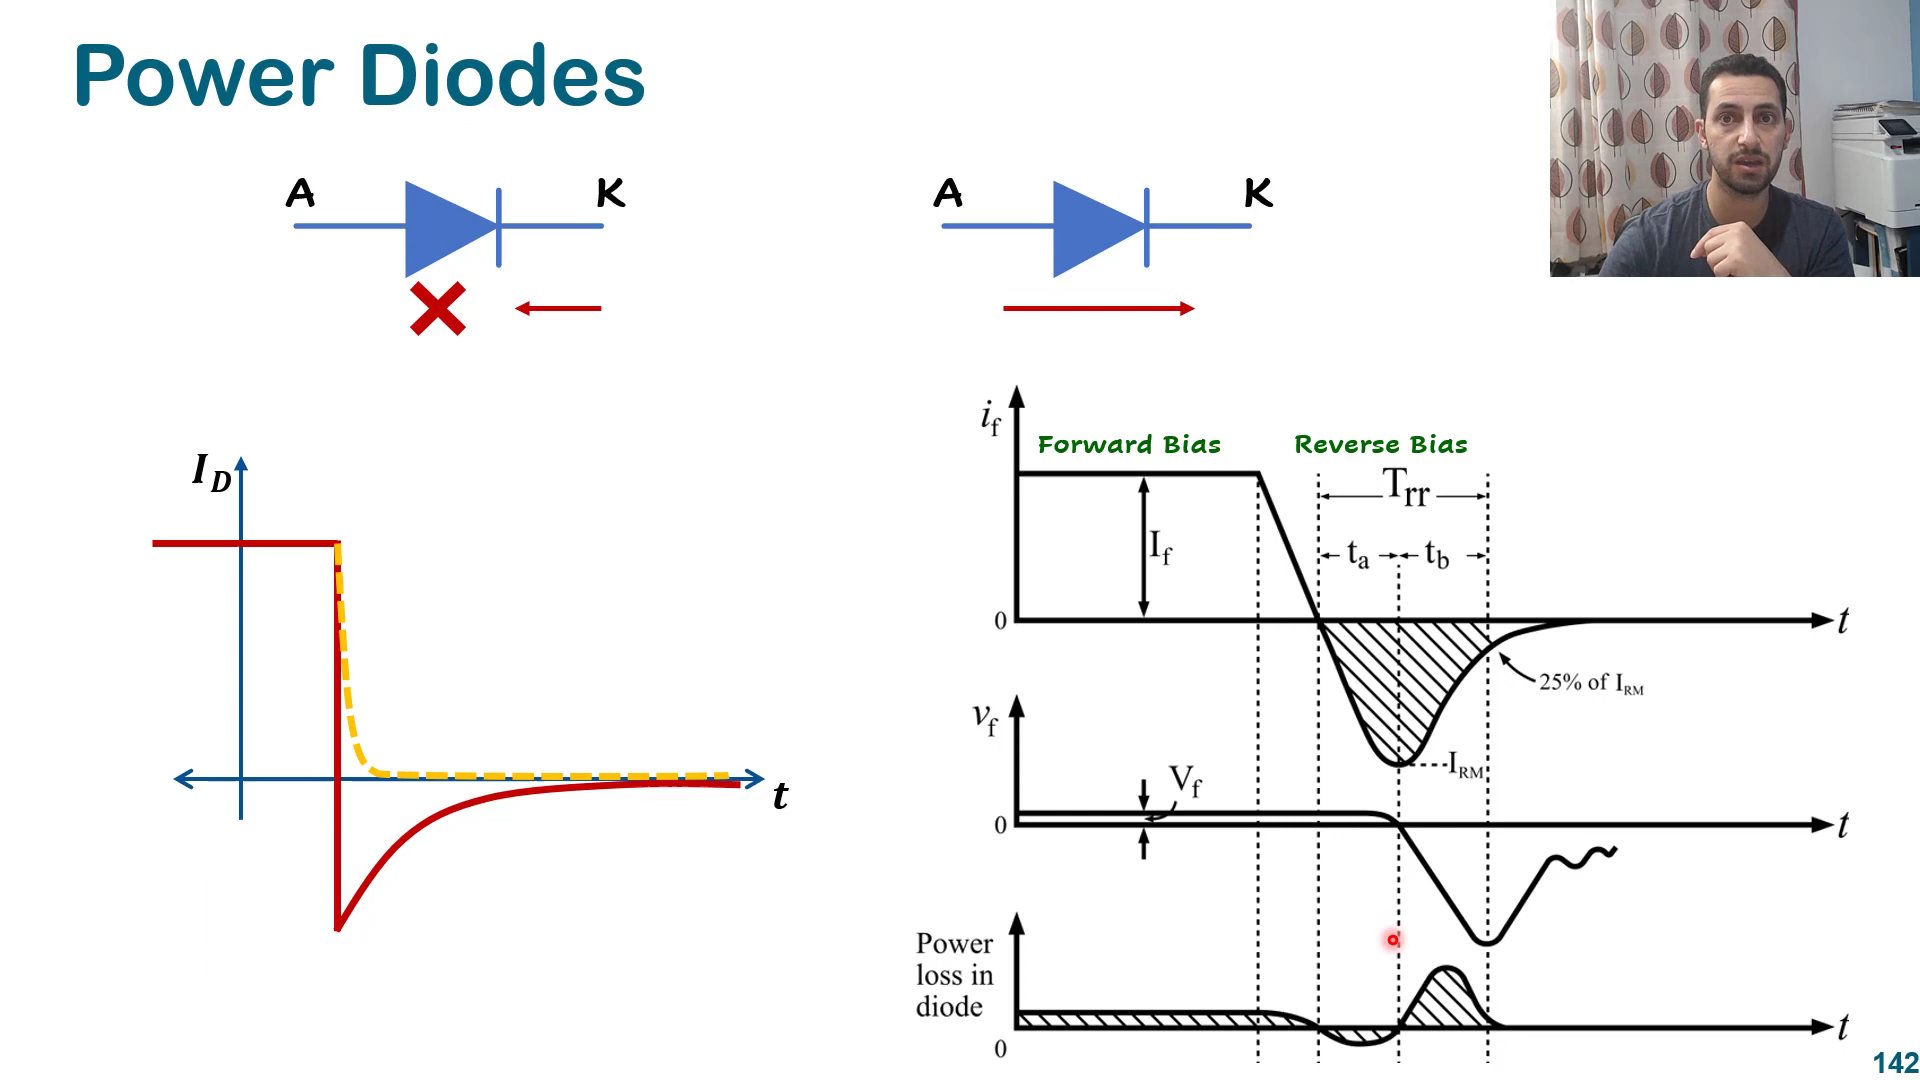 Power Diodes
A K
A K
I_D
t
i_f
Forward Bias
Reverse Bias
T_rr
I_f
t_a
t_b
0
t
25% of I_RM
I_RM
v_f
V_f
0
t
Power
loss in
diode
0
t
142